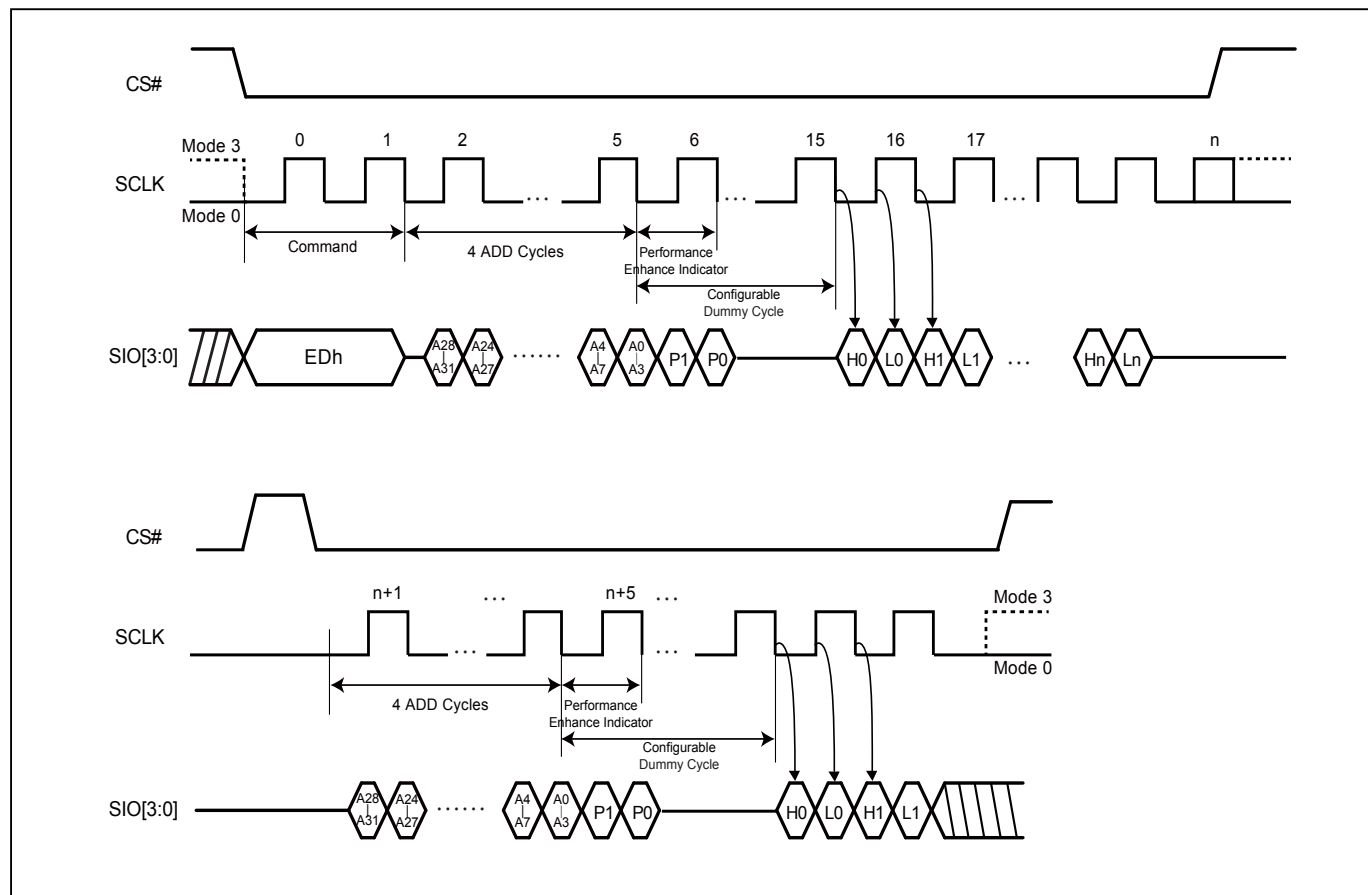 CS#
0 1 2 5 6 15 16 17 n
Mode 3
SCLK
... ... ...
Mode 0
Command
4 ADD Cycles
Performance
Enhance Indicator
Configurable
Dummy Cycle
SIO[3:0]
EDh
A28 | A31
A24 | A27
......
A4 | A7
A0 | A3
P1 P0 H0 L0 H1 L1 ... Hn Ln
CS#
n+1 ... n+5 ...
Mode 3
SCLK
... ...
Mode 0
4 ADD Cycles
Performance
Enhance Indicator
Configurable
Dummy Cycle
SIO[3:0]
A28 | A31
A24 | A27
......
A4 | A7
A0 | A3
P1 P0 H0 L0 H1 L1